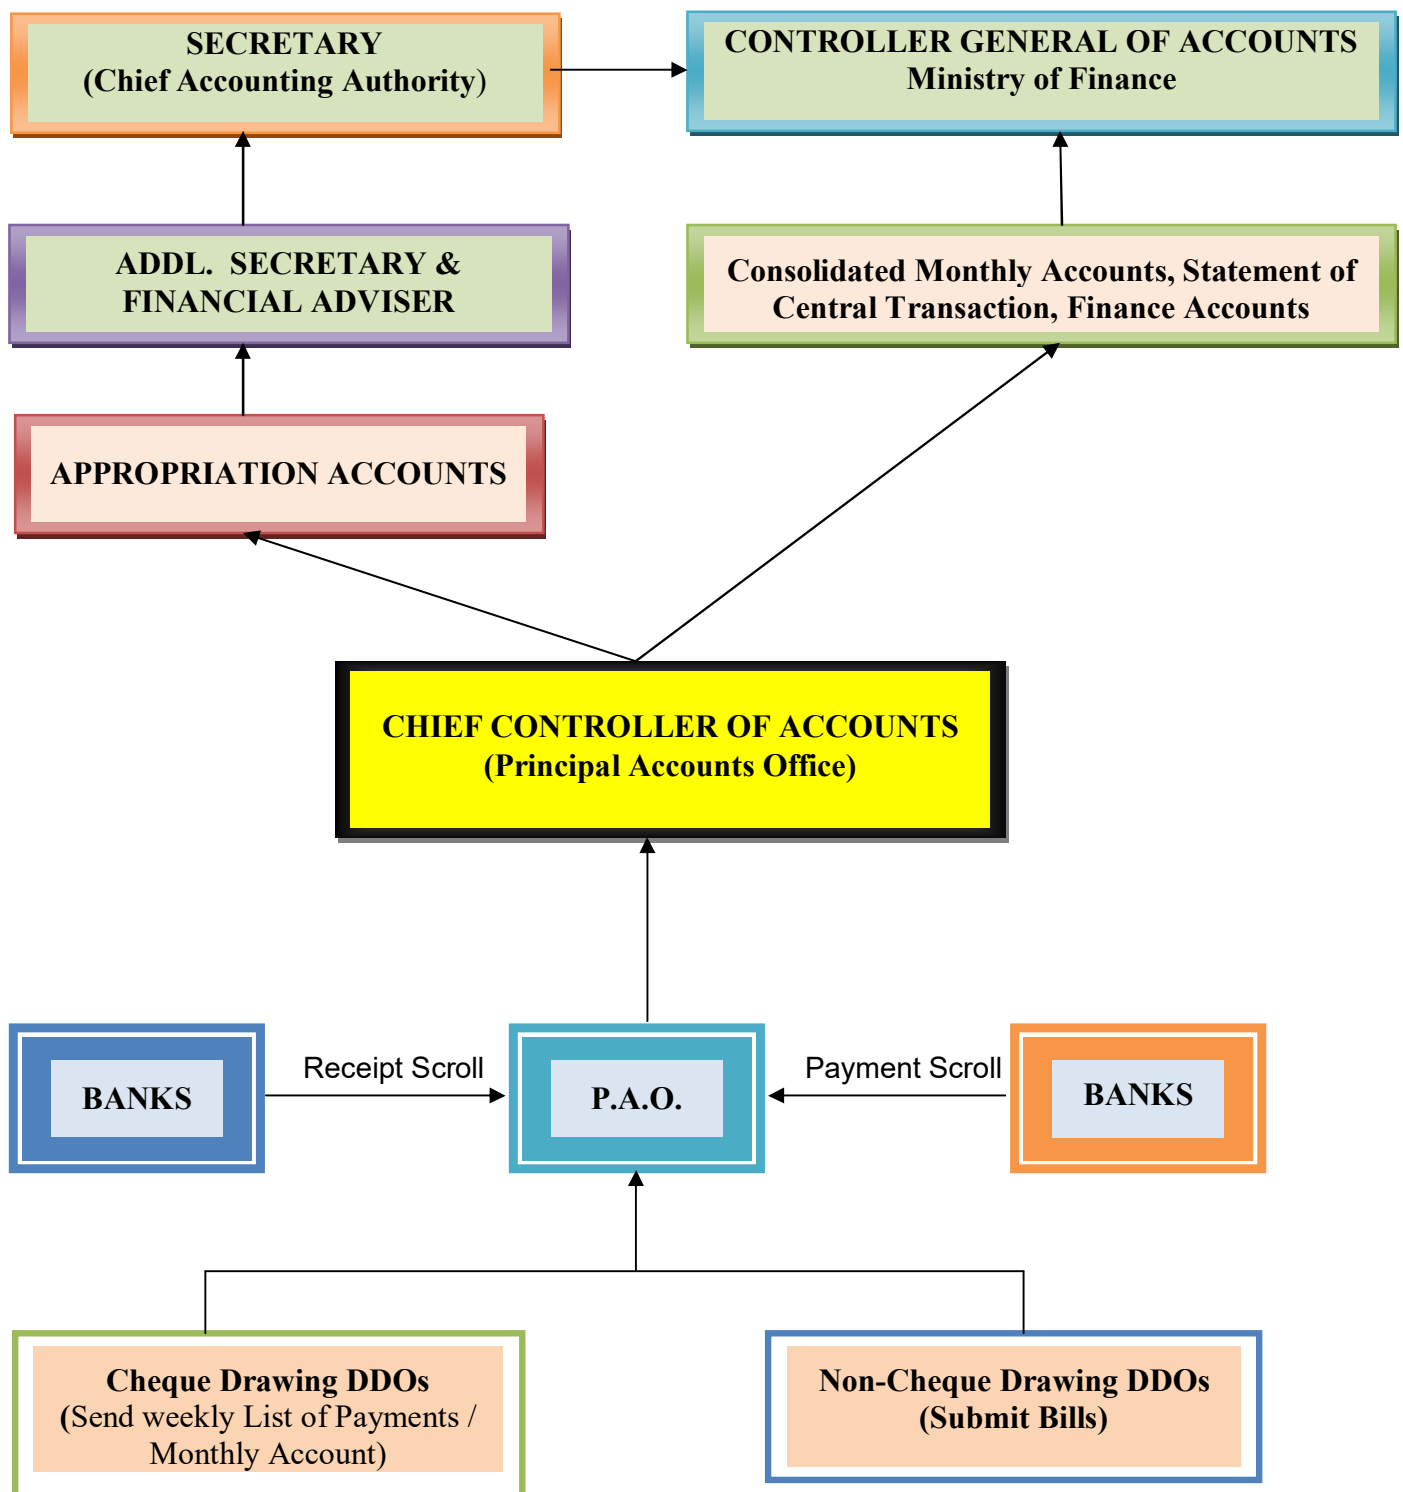 SECRETARY
(Chief Accounting Authority)
CONTROLLER GENERAL OF ACCOUNTS
Ministry of Finance
ADDL. SECRETARY &
FINANCIAL ADVISER
Consolidated Monthly Accounts, Statement of
Central Transaction, Finance Accounts
APPROPRIATION ACCOUNTS
CHIEF CONTROLLER OF ACCOUNTS
(Principal Accounts Office)
BANKS
Receipt Scroll
P.A.O.
Payment Scroll
BANKS
Cheque Drawing DDOs
(Send weekly List of Payments /
Monthly Account)
Non-Cheque Drawing DDOs
(Submit Bills)